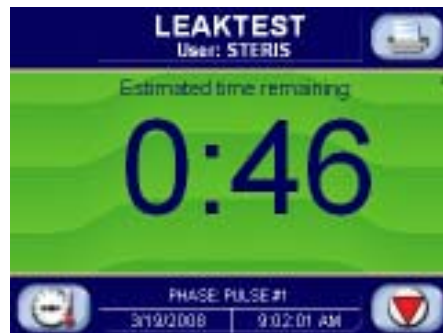 LEAKTEST
User: STERIS
Estimated time remaining
0:46
PHASE: PULSE #1
3/19/2008 9:02:01 AM